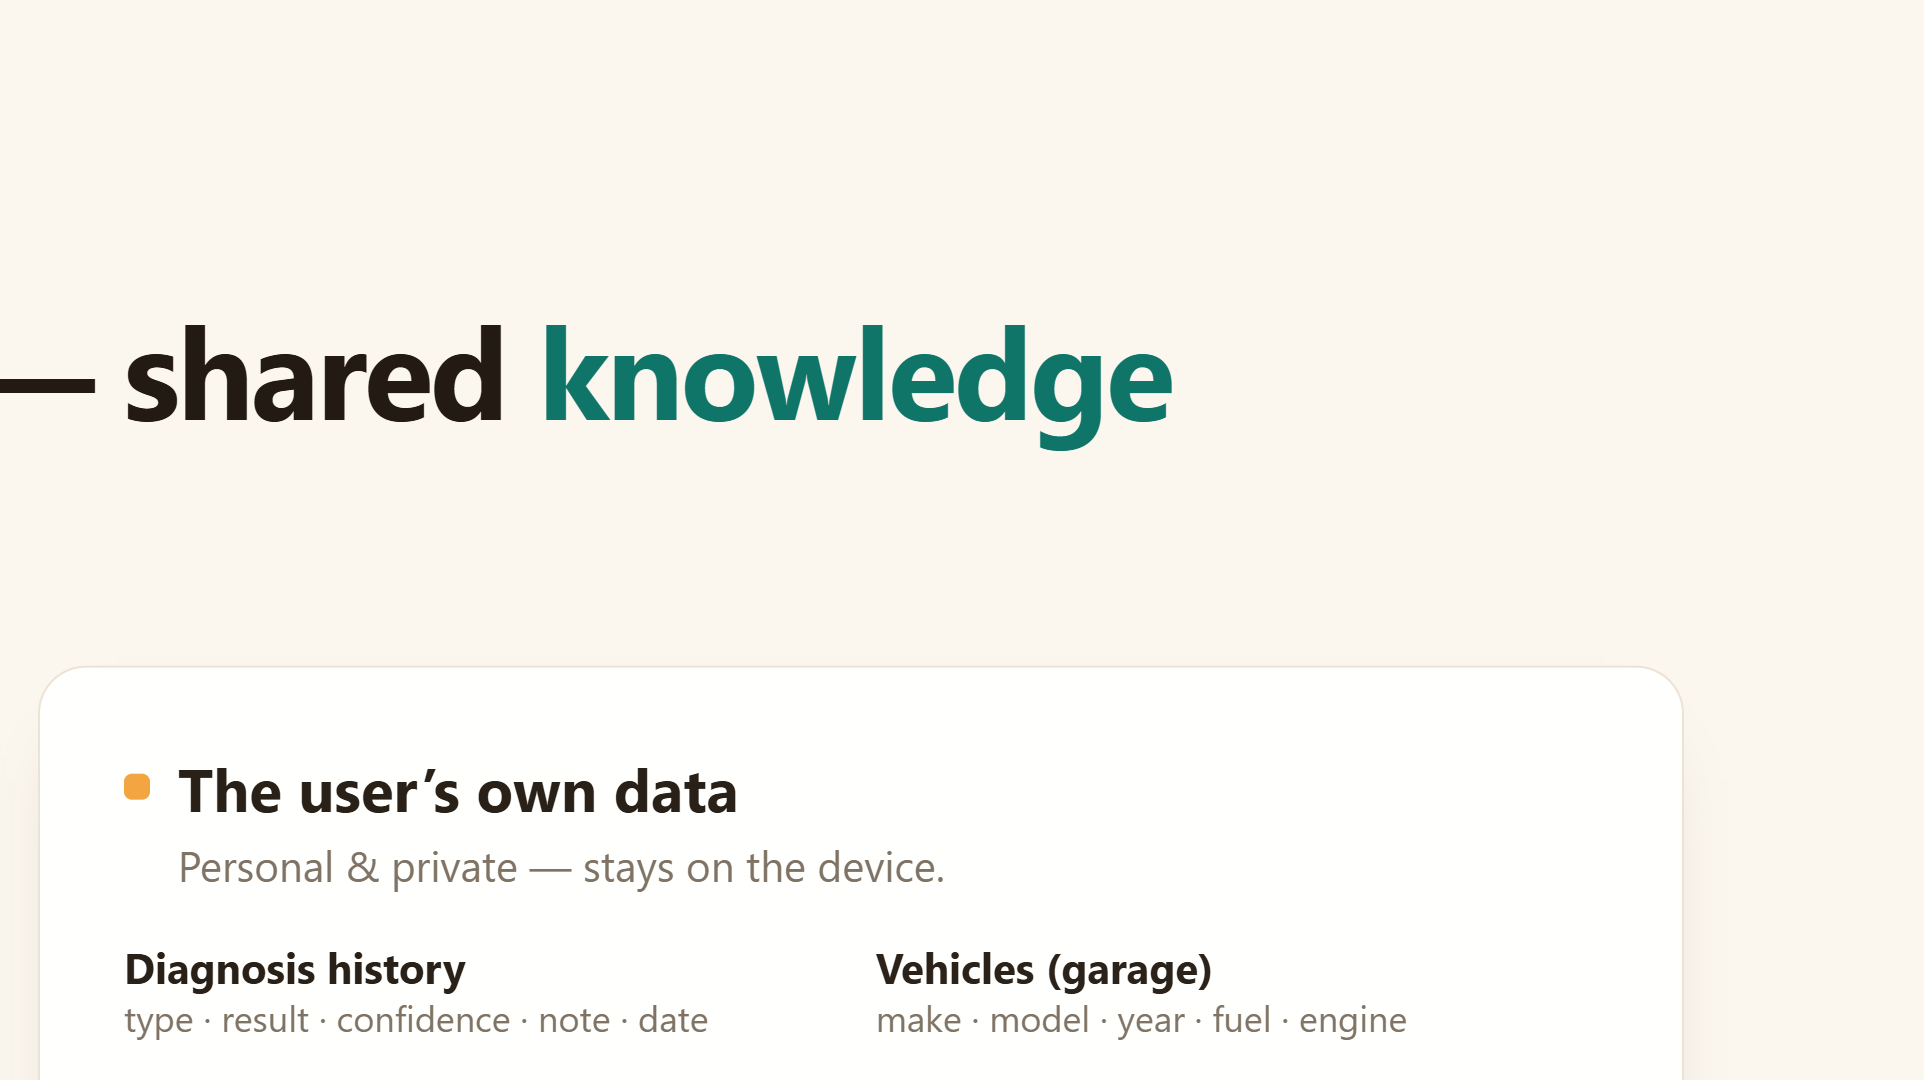 — shared knowledge
The user’s own data
Personal & private — stays on the device.
Diagnosis history
type · result · confidence · note · date
Vehicles (garage)
make · model · year · fuel · engine